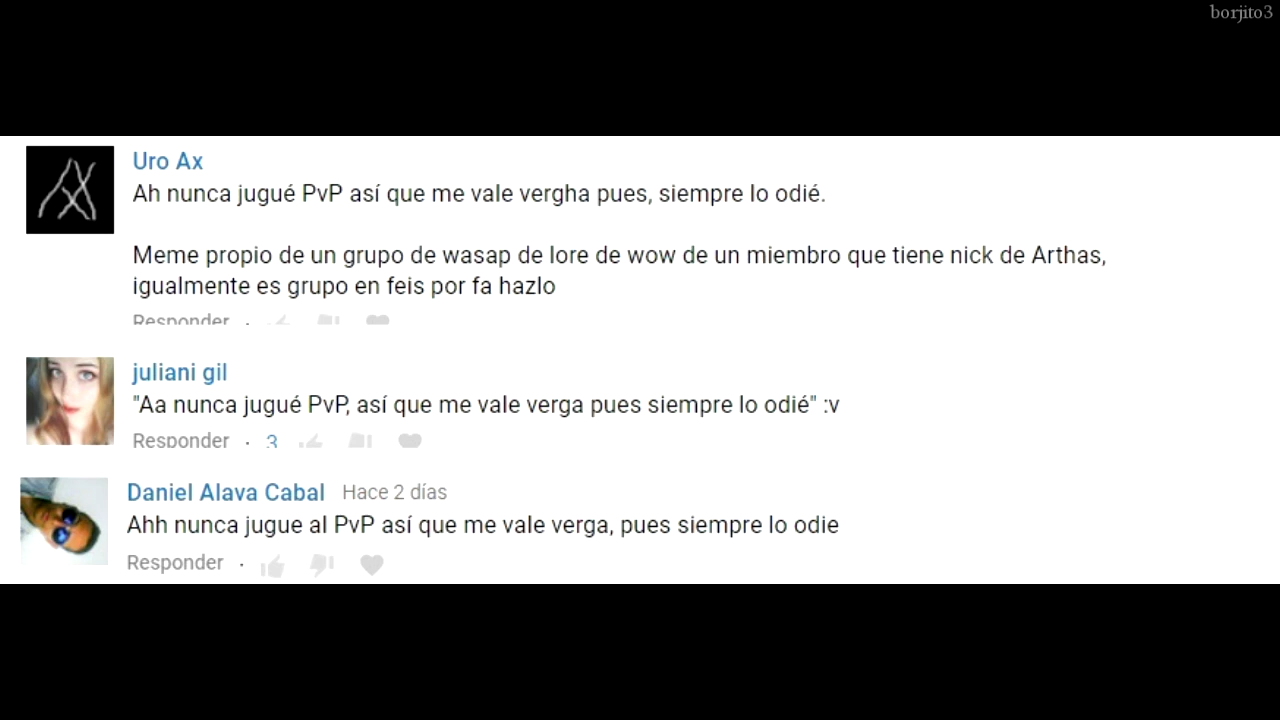 borjito3
Uro Ax
Ah nunca jugué PvP así que me vale vergha pues, siempre lo odié.
Meme propio de un grupo de wasap de lore de wow de un miembro que tiene nick de Arthas,
igualmente es grupo en feis por fa hazlo
Responder ·
juliani gil
"Aa nunca jugué PvP, así que me vale verga pues siempre lo odié" :v
Responder · 3
Daniel Alava Cabal Hace 2 días
Ahh nunca jugue al PvP así que me vale verga, pues siempre lo odie
Responder ·